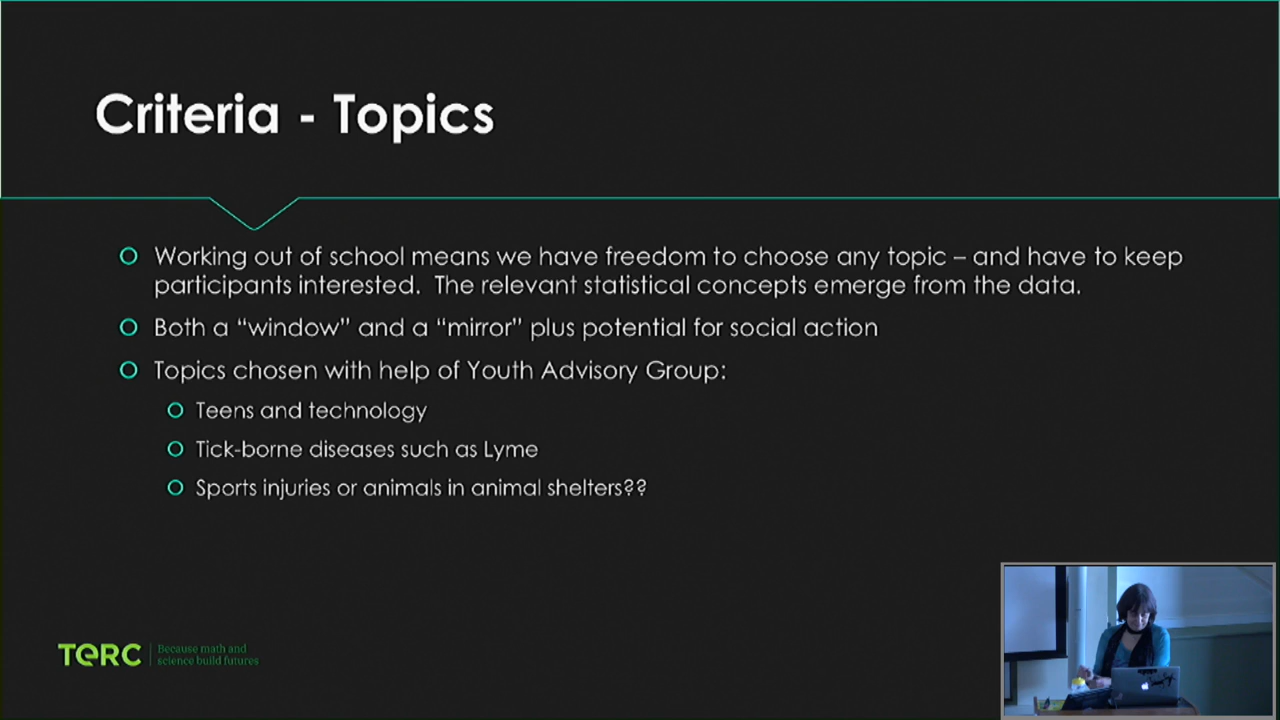 Criteria - Topics
Working out of school means we have freedom to choose any topic – and have to keep
participants interested.  The relevant statistical concepts emerge from the data.
Both a “window” and a “mirror” plus potential for social action
Topics chosen with help of Youth Advisory Group:
Teens and technology
Tick-borne diseases such as Lyme
Sports injuries or animals in animal shelters??
TERC
Because math and
science build futures